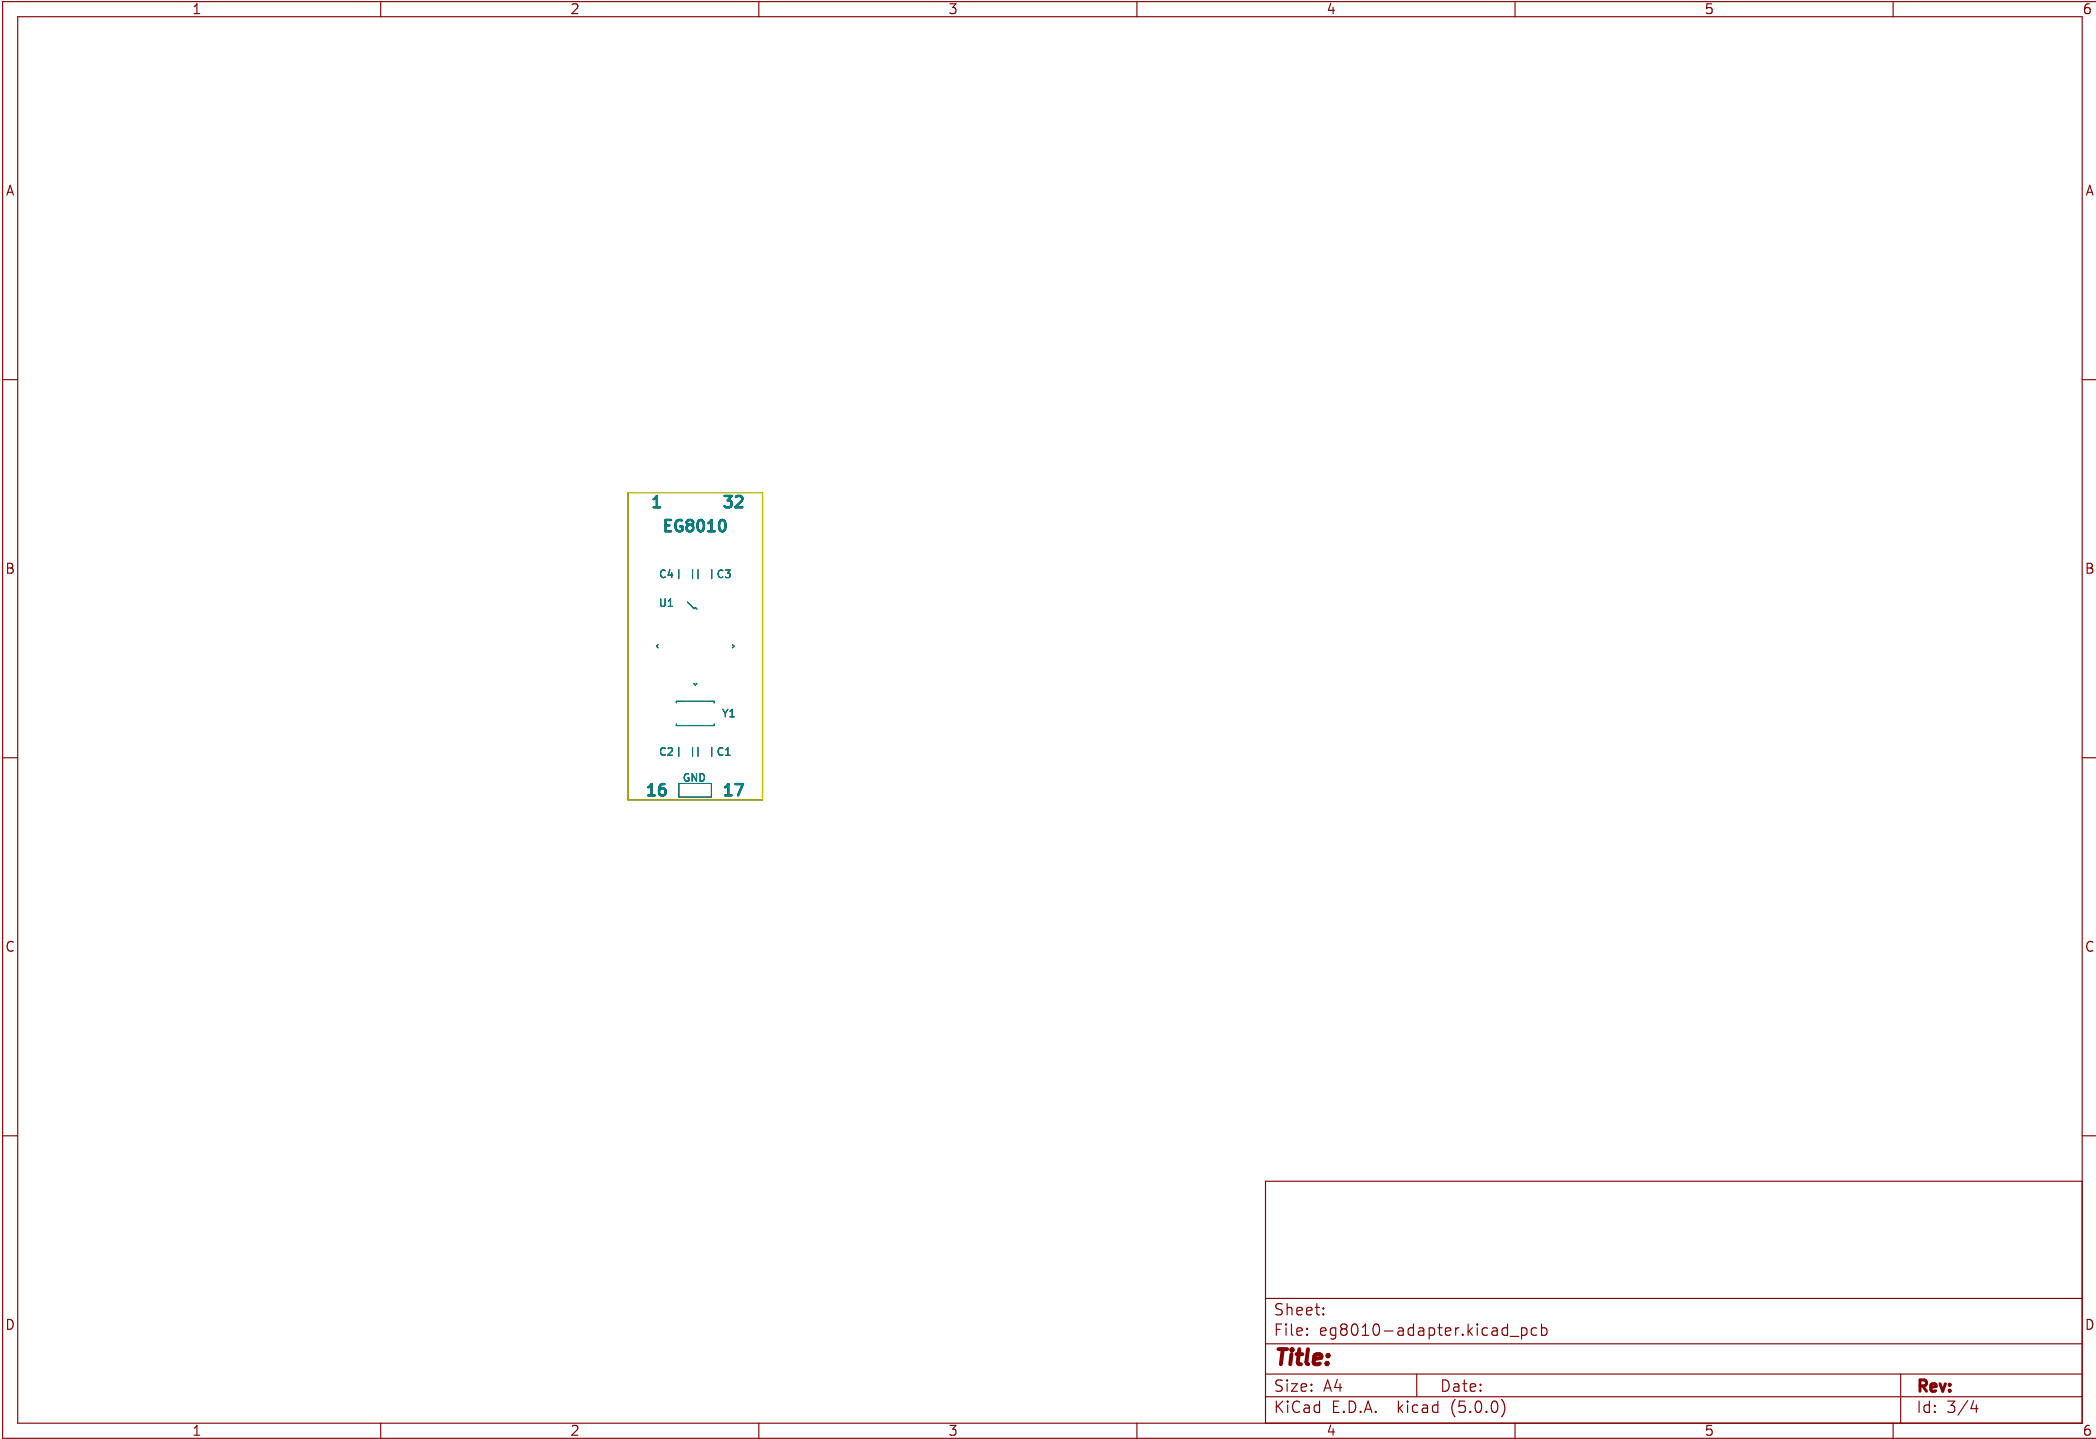 1 2 3 4 5 6
A A
1 32
EG8010
B B
C4 C3
U1
Y1
C2 C1
GND
16 17
C C
Sheet:
File: eg8010-adapter.kicad_pcb
D D
Title:
Size: A4 Date: Rev:
KiCad E.D.A. kicad (5.0.0) Id: 3/4
1 2 3 4 5 6